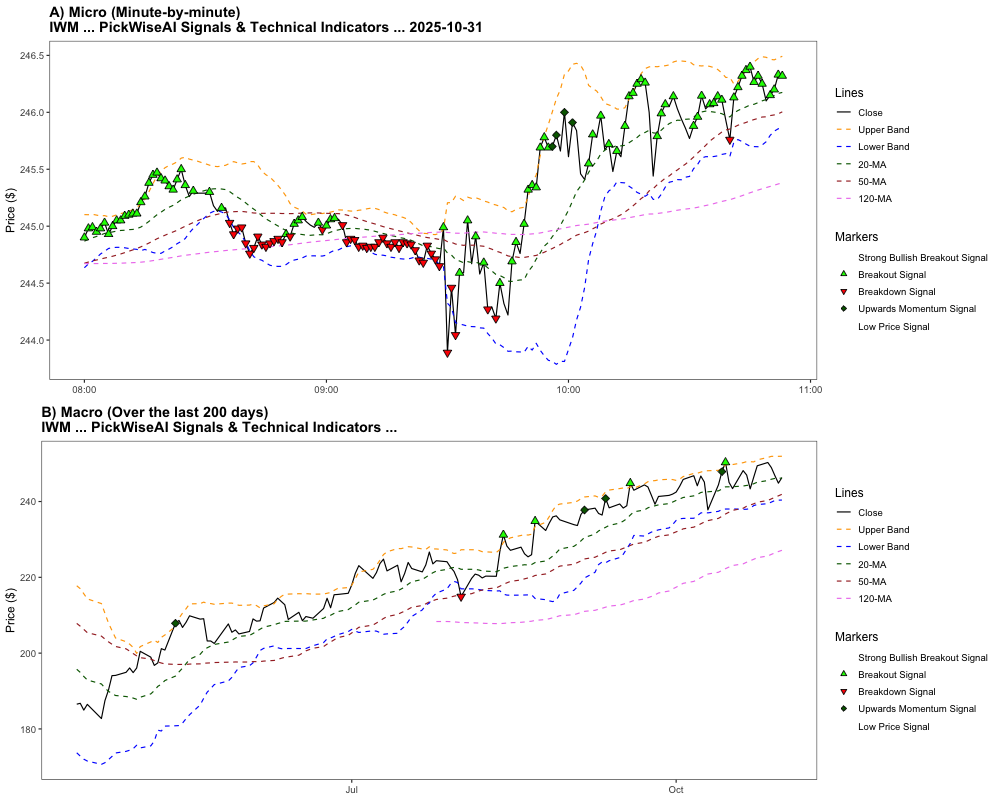 A) Micro (Minute-by-minute)
IWM ... PickWiseAI Signals & Technical Indicators ... 2025-10-31
Price ($)
246.5
246.0
245.5
245.0
244.5
244.0
08:00
09:00
10:00
11:00
Lines
Close
Upper Band
Lower Band
20-MA
50-MA
120-MA
Markers
Strong Bullish Breakout Signal
Breakout Signal
Breakdown Signal
Upwards Momentum Signal
Low Price Signal
B) Macro (Over the last 200 days)
IWM ... PickWiseAI Signals & Technical Indicators ...
Price ($)
240
220
200
180
Jul
Oct
Lines
Close
Upper Band
Lower Band
20-MA
50-MA
120-MA
Markers
Strong Bullish Breakout Signal
Breakout Signal
Breakdown Signal
Upwards Momentum Signal
Low Price Signal